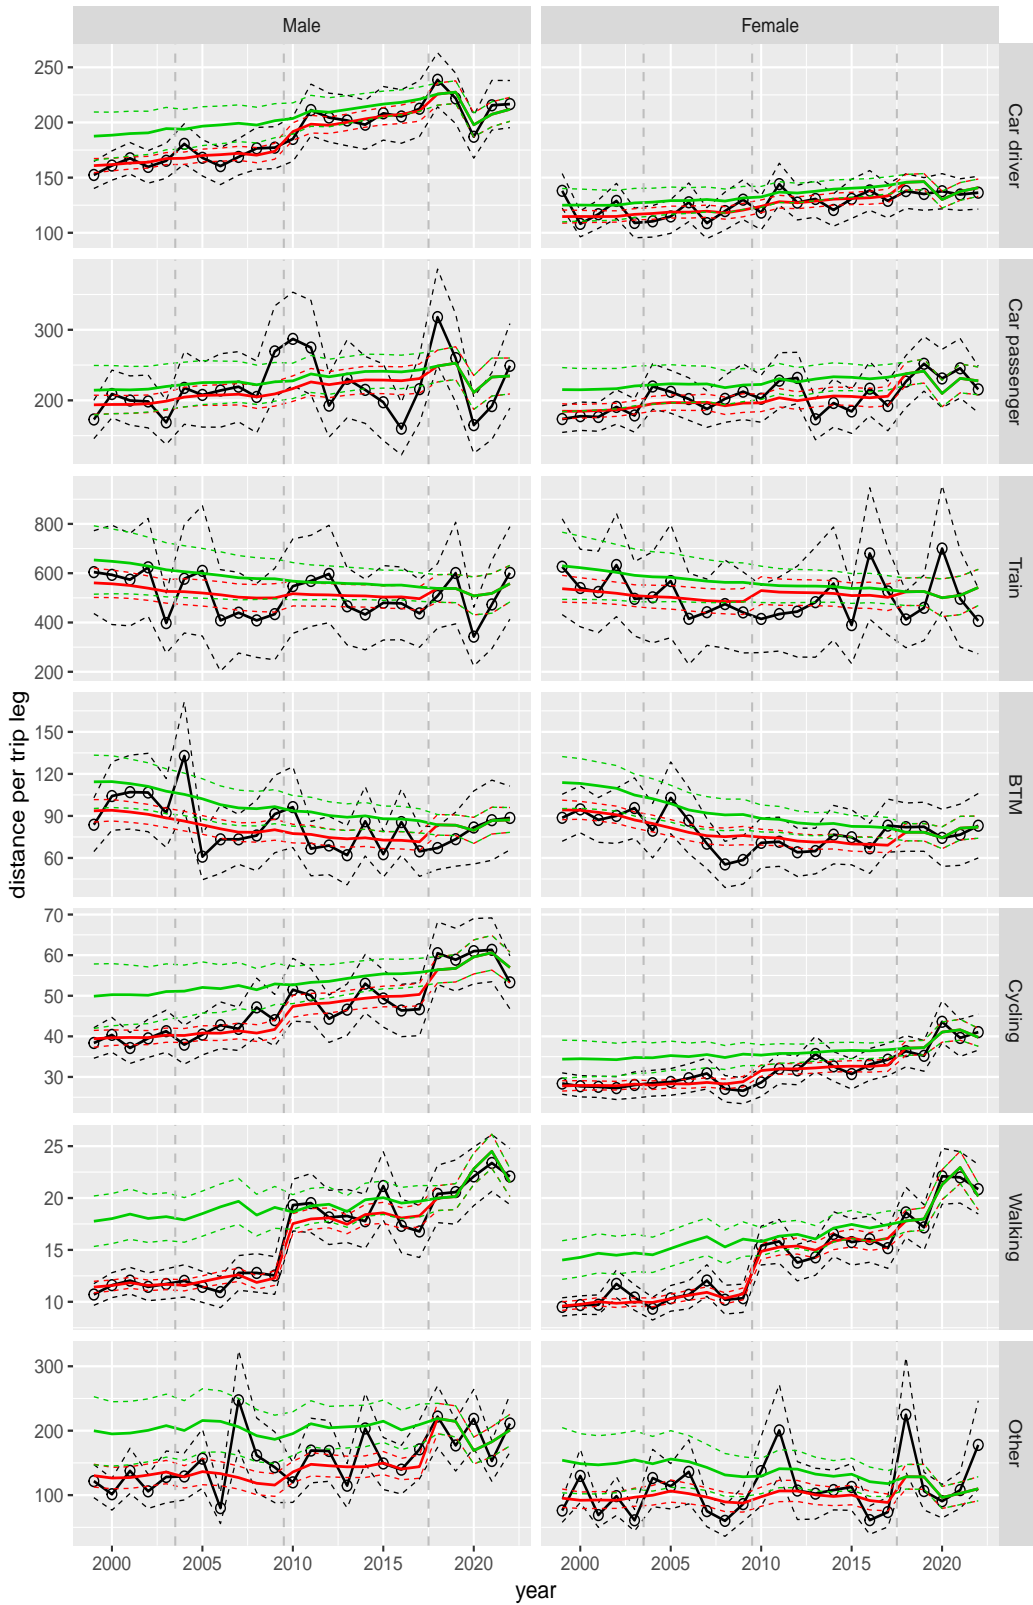 Male Female
250
200
150
100
Car driver
300
200
Car passenger
800
600
400
200
Train
150
120
90
60
BTM
70
60
50
40
30
Cycling
25
20
15
10
Walking
300
200
100
Other
2000 2005 2010 2015 2020 2000 2005 2010 2015 2020
year
distance per trip leg